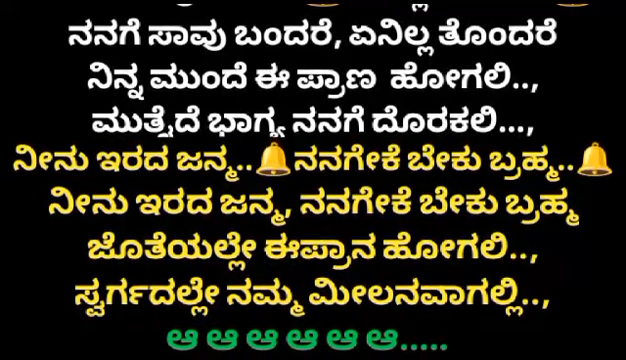 ನನಗೆ ಸಾವು ಬಂದರೆ, ಏನಿಲ್ಲ ತೊಂದರೆ
ನಿನ್ನ ಮುಂದೆ ಈ ಪ್ರಾಣ ಹೋಗಲಿ..,
ಮುತ್ತೈದೆ ಭಾಗ್ಯ ನನಗೆ ದೊರಕಲಿ...,
ನೀನು ಇರದ ಜನ್ಮ..🔔 ನನಗೇಕೆ ಬೇಕು ಬ್ರಹ್ಮ..🔔
ನೀನು ಇರದ ಜನ್ಮ, ನನಗೇಕೆ ಬೇಕು ಬ್ರಹ್ಮ
ಜೊತೆಯಲ್ಲೇ ಈಪ್ರಾನ ಹೋಗಲಿ..,
ಸ್ವರ್ಗದಲ್ಲೇ ನಮ್ಮ ಮೀಲನವಾಗಲ್ಲಿ..,
ಆ ಆ ಆ ಆ ಆ ಆ.....